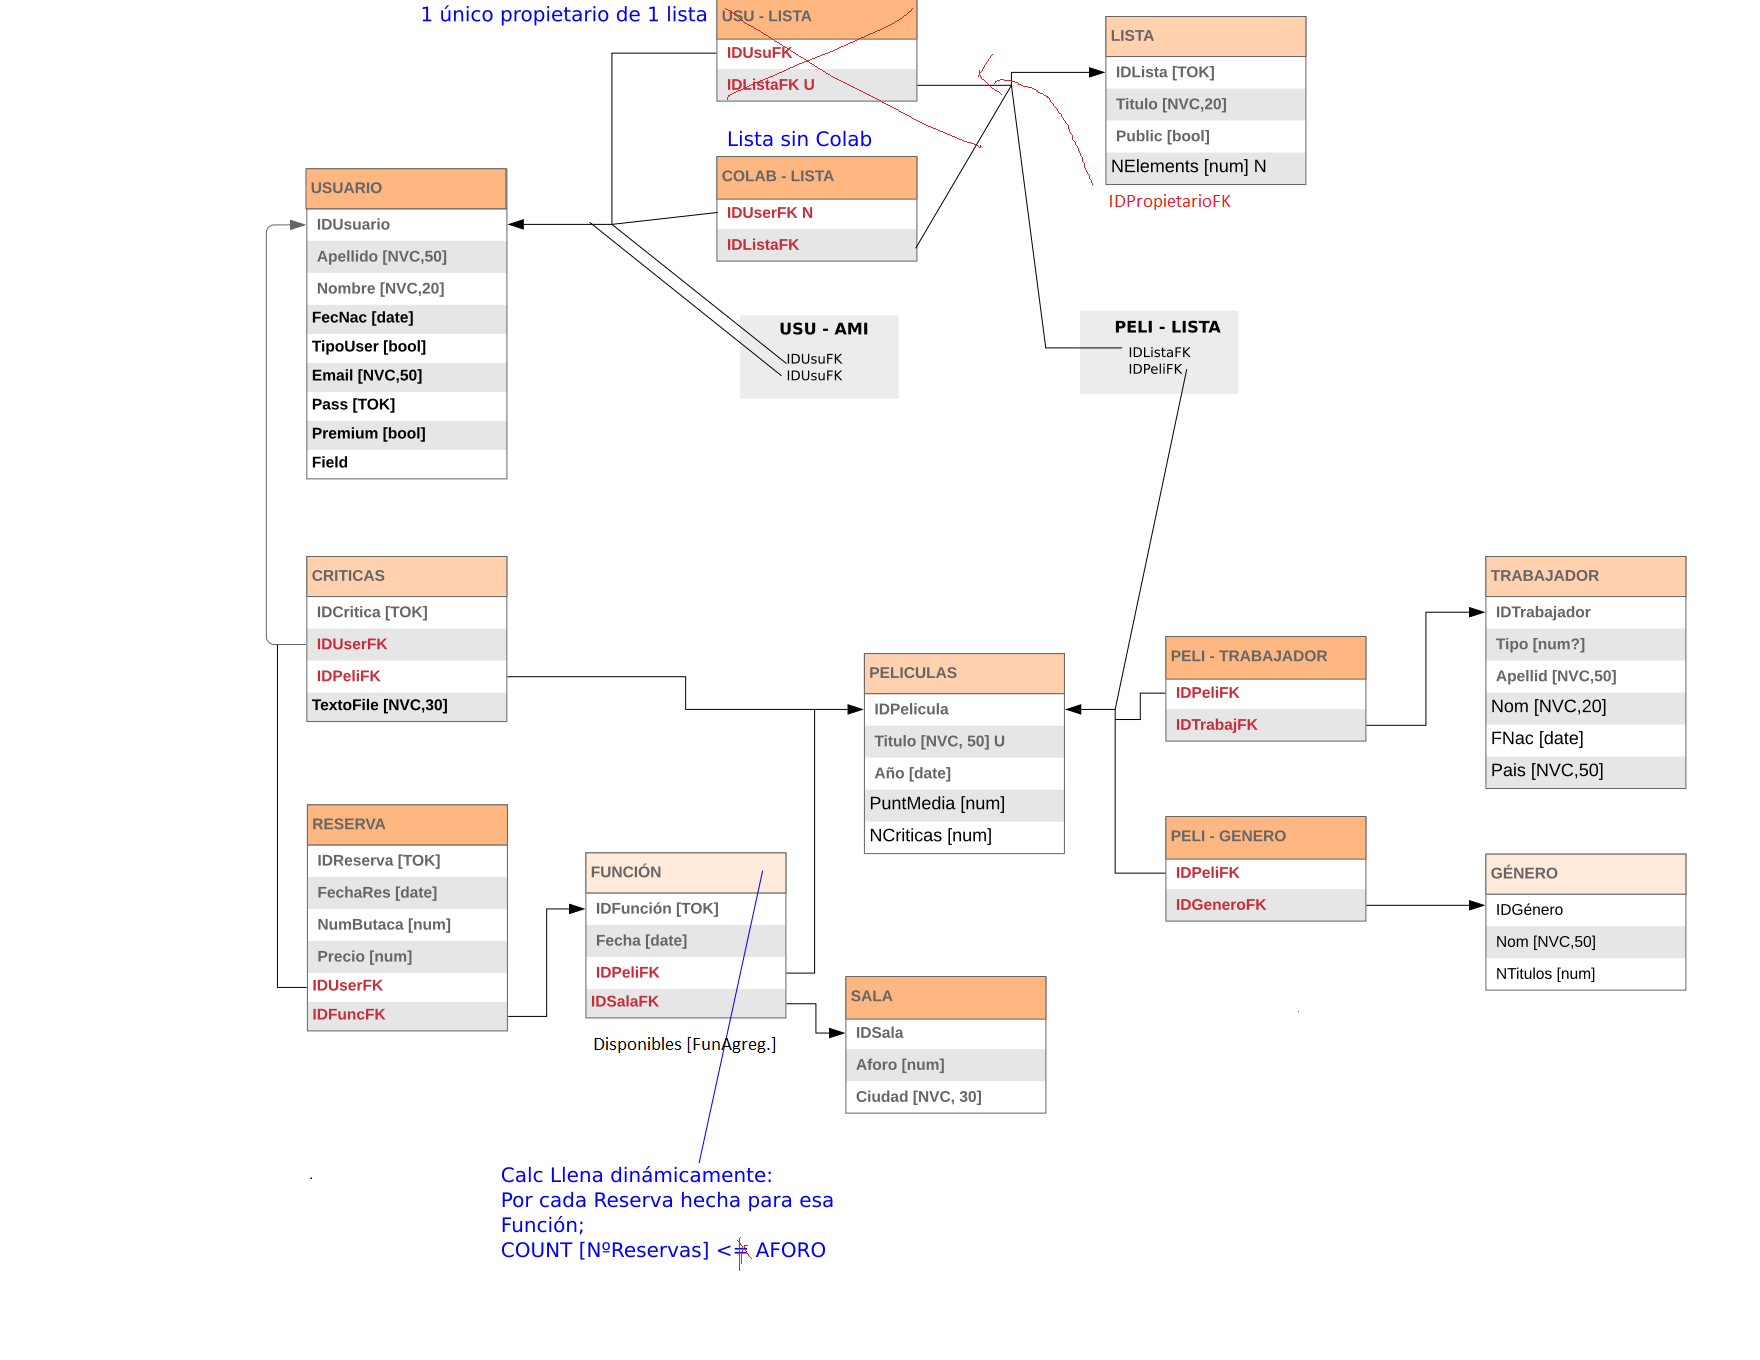 1 único propietario de 1 lista
USU - LISTA
IDUsuFK
IDListaFK U
LISTA
IDLista [TOK]
Titulo [NVC,20]
Public [bool]
NElements [num] N
IDPropietarioFK
Lista sin Colab
COLAB - LISTA
IDUserFK N
IDListaFK
USUARIO
IDUsuario
Apellido [NVC,50]
Nombre [NVC,20]
FecNac [date]
TipoUser [bool]
Email [NVC,50]
Pass [TOK]
Premium [bool]
Field
USU - AMI
IDUsuFK
IDUsuFK
PELI - LISTA
IDListaFK
IDPeliFK
CRITICAS
IDCritica [TOK]
IDUserFK
IDPeliFK
TextoFile [NVC,30]
PELICULAS
IDPelicula
Titulo [NVC, 50] U
Año [date]
PuntMedia [num]
NCriticas [num]
PELI - TRABAJADOR
IDPeliFK
IDTrabajFK
TRABAJADOR
IDTrabajador
Tipo [num?]
Apellid [NVC,50]
Nom [NVC,20]
FNac [date]
Pais [NVC,50]
RESERVA
IDReserva [TOK]
FechaRes [date]
NumButaca [num]
Precio [num]
IDUserFK
IDFuncFK
FUNCIÓN
IDFunción [TOK]
Fecha [date]
IDPeliFK
IDSalaFK
Disponibles [FunAgreg.]
PELI - GENERO
IDPeliFK
IDGeneroFK
GÉNERO
IDGénero
Nom [NVC,50]
NTitulos [num]
SALA
IDSala
Aforo [num]
Ciudad [NVC, 30]
Calc Llena dinámicamente:
Por cada Reserva hecha para esa
Función;
COUNT [NºReservas] <= AFORO